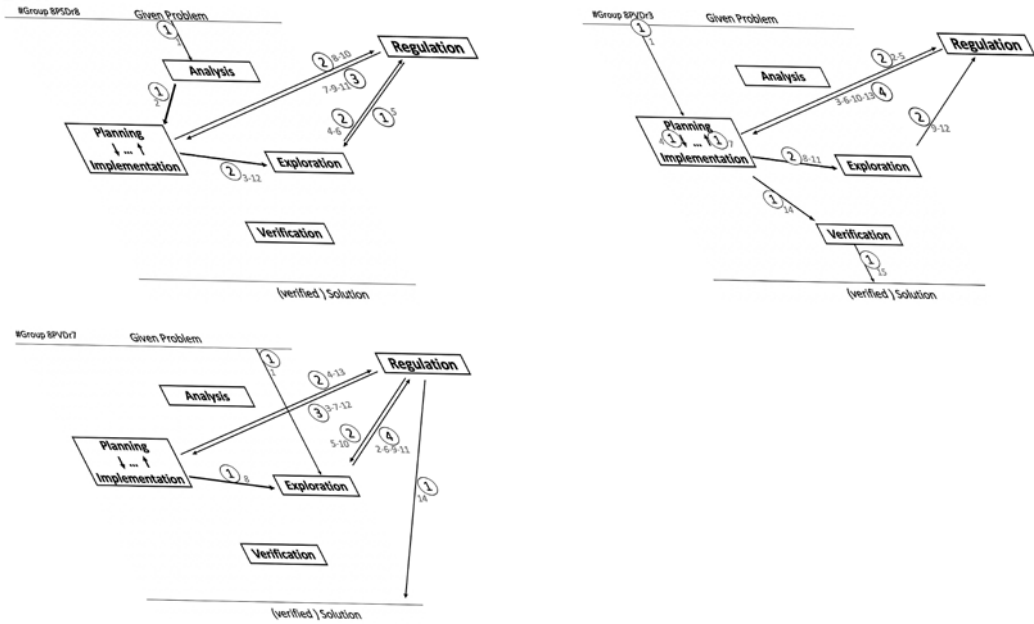 #Group 8PSDr8 Given Problem
1
1
Regulation
2 8-10
Analysis
3
7-9-11
1
2
2
4-6
1 5
Planning
↓ ... ↑
Implementation
Exploration
2 3-12
Verification
(verified ) Solution
#Group 8PVDr3 Given Problem
1
1
Regulation
2 2-5
Analysis
3-6-10-13 4
2
9-12
Planning
4 1 ↓ ... ↑ 1 7
Implementation
2 8-11
Exploration
1 14
Verification
1
15
(verified ) Solution
#Group 8PVDr7 Given Problem
1
1
Regulation
2 4-13
Analysis
3 3-7-12
2
5-10
4
2-6-9-11
Planning
↓ ... ↑
Implementation
1 8
Exploration
1
14
Verification
(verified ) Solution